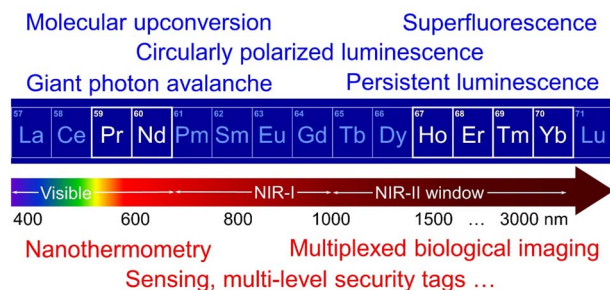 Molecular upconversion Superfluorescence
Circularly polarized luminescence
Giant photon avalanche Persistent luminescence
57 58 59 60 61 62 63 64 65 66 67 68 69 70 71
La Ce Pr Nd Pm Sm Eu Gd Tb Dy Ho Er Tm Yb Lu
Visible NIR-I NIR-II window
400 600 800 1000 1500 ... 3000 nm
Nanothermometry Multiplexed biological imaging
Sensing, multi-level security tags ...